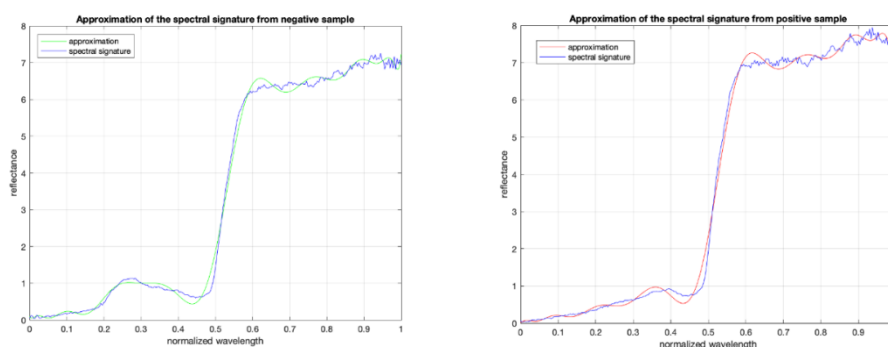 Approximation of the spectral signature from negative sample
8
7
6
5
4
3
2
1
0
reflectance
approximation
spectral signature
0 0.1 0.2 0.3 0.4 0.5 0.6 0.7 0.8 0.9 1
normalized wavelength
Approximation of the spectral signature from positive sample
8
7
6
5
4
3
2
1
0
reflectance
approximation
spectral signature
0 0.1 0.2 0.3 0.4 0.5 0.6 0.7 0.8 0.9
normalized wavelength